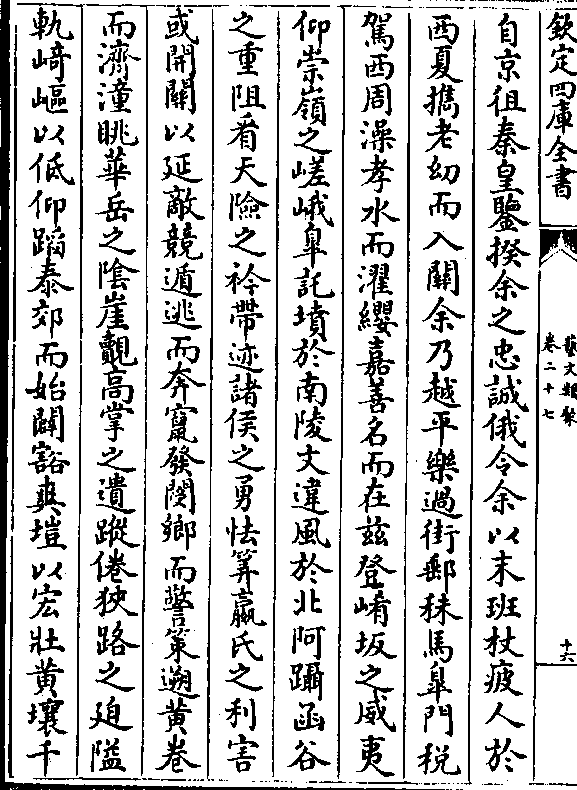 欽定四庫全書
藝文類聚
卷二十七
十六
自京徂秦皇鑒揆余之忠誠俄令余以末班杖疲人於
西夏攜老幼而入關余乃越平樂過街郵秣馬臯門税
駕西周澡孝水而濯纓嘉善名而在兹登崤坂之威夷
仰崇嶺之嵯峨臯託墳於南陵文違風於北阿躡函谷
之重阻看天險之衿帶迹諸侯之勇怯筭嬴氏之利害
或開關以延敵競遁逃而奔竄發閿鄉而警策遡黄巷
而濟潼眺華岳之陰崖覿高掌之遺蹤倦狹路之廹隘
軌﨑嶇以低仰蹈秦郊而始闢豁爽塏以宏壯黄壤千